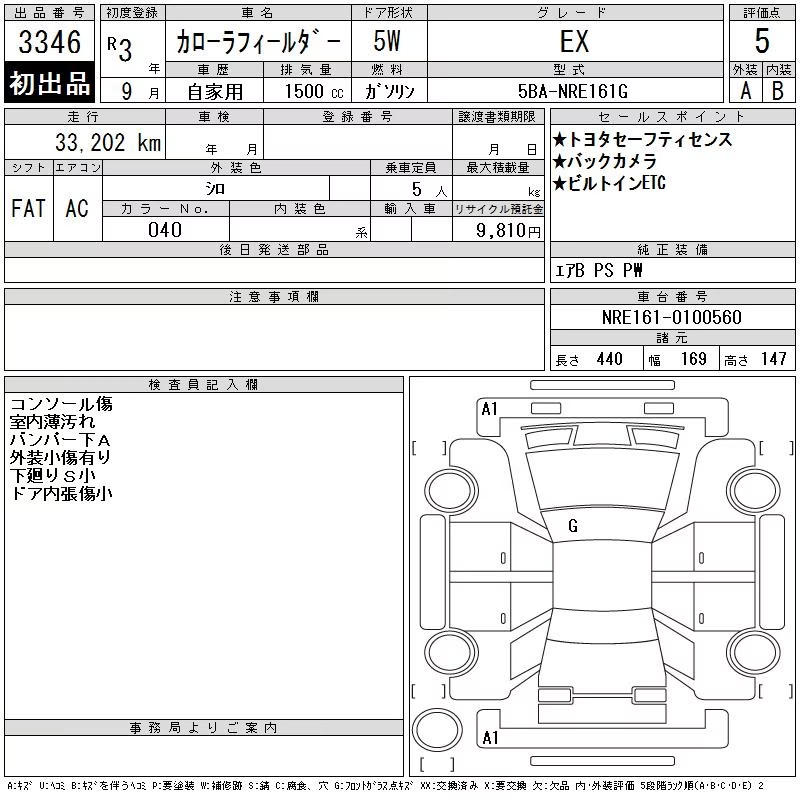 出品番号 初度登録 車名 ドア形状 グレード 評価点
3346 R 3 年 ｶﾛｰﾗﾌｨｰﾙﾀﾞｰ 5W EX 5
車歴 排気量 燃料 型式 外装 内装
初出品 9 月 自家用 1500 cc ｶﾞｿﾘﾝ 5BA-NRE161G A B
走行 車検 登録番号 譲渡書類期限 セールスポイント
33,202 km 年 月 月 日
★トヨタセーフティセンス
★バックカメラ
★ビルトインETC
シフト エアコン 外装色 乗車定員 最大積載量
FAT AC ｼﾛ 5 人 kg
カラーNo. 内装色 輸入車 リサイクル預託金
040 系 9,810円
後日発送部品 純正装備
ｴｱB PS PW
注意事項欄 車台番号
NRE161-0100560
諸元
長さ 440 幅 169 高さ 147
検査員記入欄
コンソール傷
室内薄汚れ
バンパー下A
外装小傷有り
下廻りS小
ドア内張傷小
A1
G
A1
事務局よりご案内
A:ｷｽﾞ U:ﾍｺﾐ B:ｷｽﾞを伴うﾍｺﾐ P:要塗装 W:補修跡 S:錆 C:腐食、穴 G:ﾌﾛﾝﾄｶﾞﾗｽ点ｷｽﾞ XX:交換済み X:要交換 欠:欠品 内･外装評価 5段階ﾗﾝｸ順(A･B･C･D･E) 2